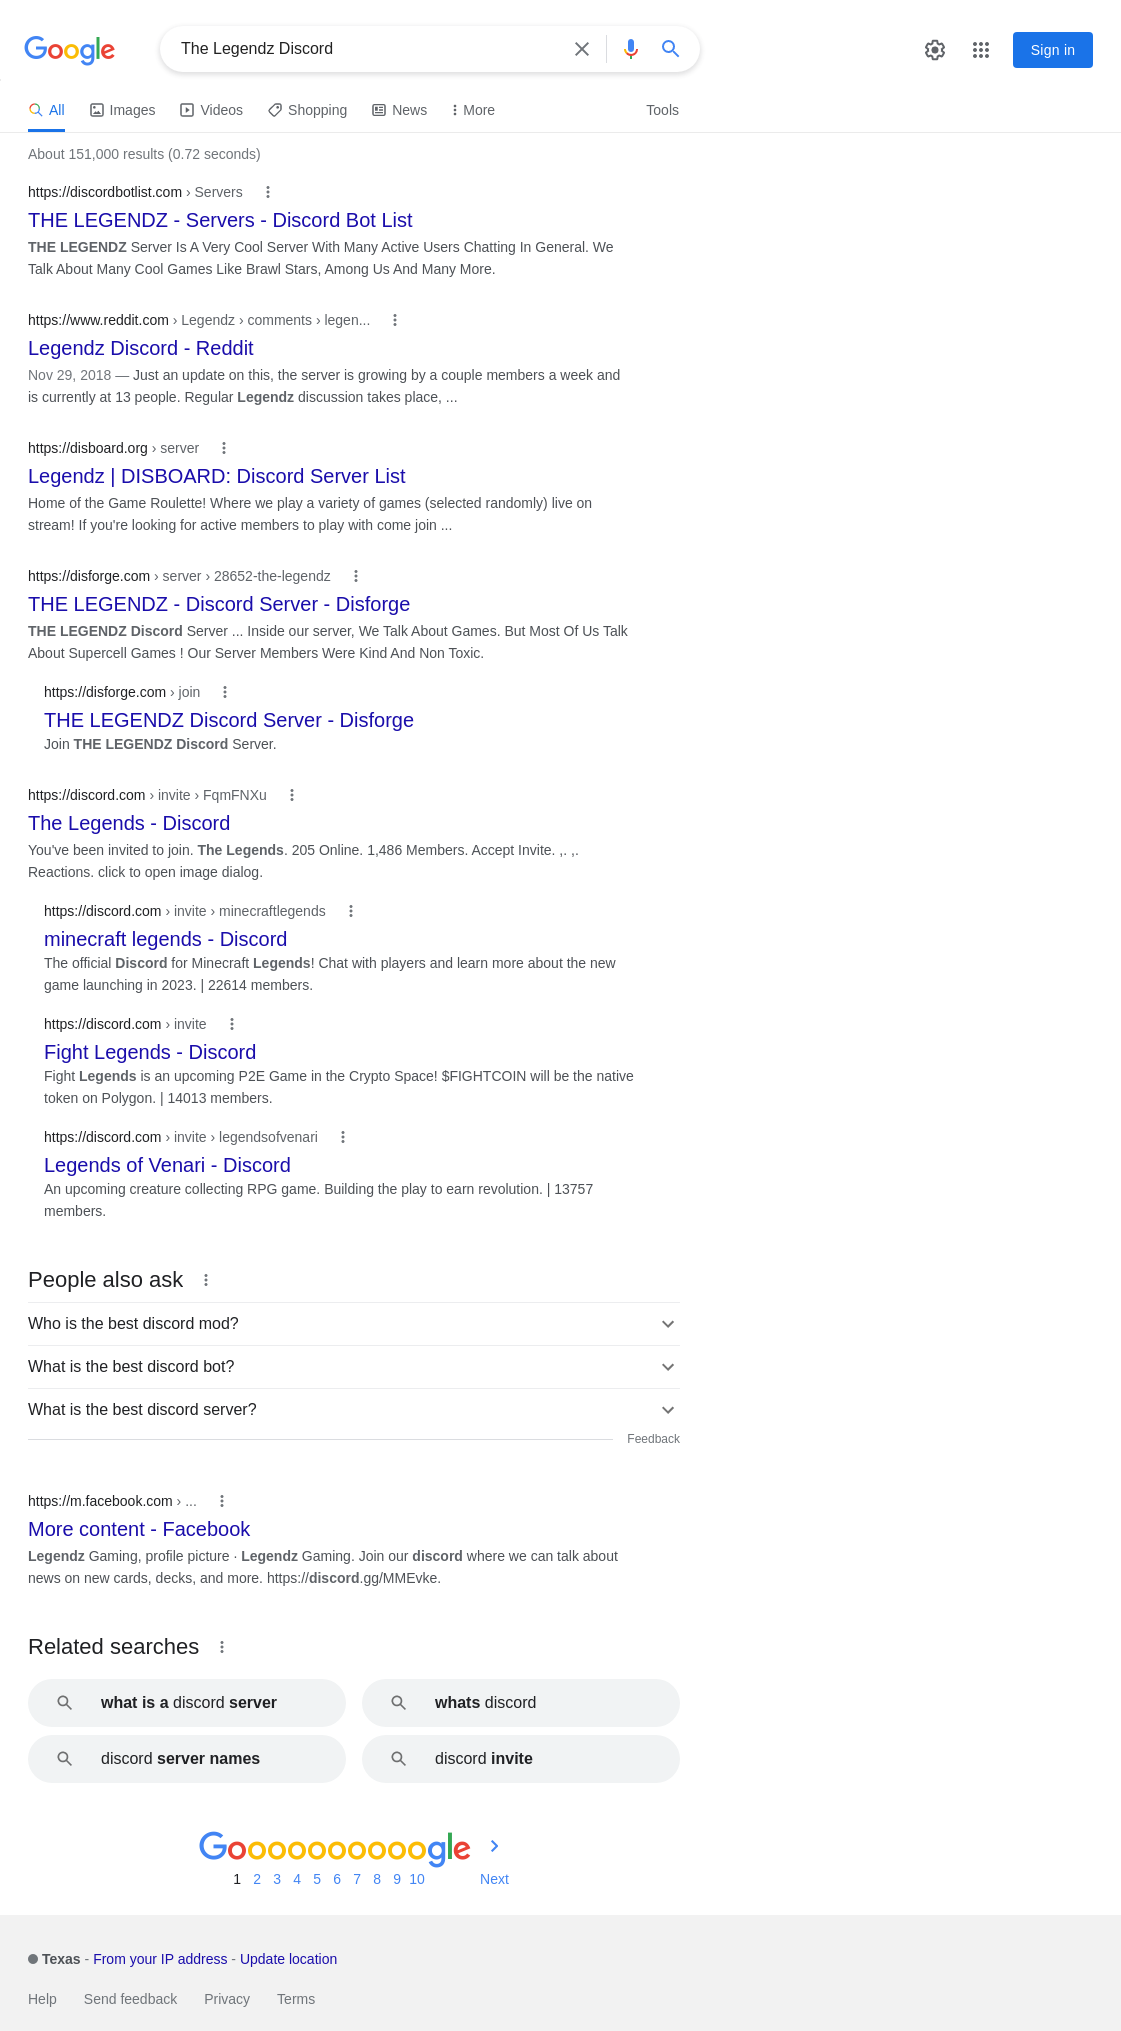 Google
The Legendz Discord
Sign in
All Images Videos Shopping News More Tools
About 151,000 results (0.72 seconds)
https://discordbotlist.com › Servers
THE LEGENDZ - Servers - Discord Bot List
THE LEGENDZ Server Is A Very Cool Server With Many Active Users Chatting In General. We
Talk About Many Cool Games Like Brawl Stars, Among Us And Many More.
https://www.reddit.com › Legendz › comments › legen...
Legendz Discord - Reddit
Nov 29, 2018 — Just an update on this, the server is growing by a couple members a week and
is currently at 13 people. Regular Legendz discussion takes place, ...
https://disboard.org › server
Legendz | DISBOARD: Discord Server List
Home of the Game Roulette! Where we play a variety of games (selected randomly) live on
stream! If you're looking for active members to play with come join ...
https://disforge.com › server › 28652-the-legendz
THE LEGENDZ - Discord Server - Disforge
THE LEGENDZ Discord Server ... Inside our server, We Talk About Games. But Most Of Us Talk
About Supercell Games ! Our Server Members Were Kind And Non Toxic.
https://disforge.com › join
THE LEGENDZ Discord Server - Disforge
Join THE LEGENDZ Discord Server.
https://discord.com › invite › FqmFNXu
The Legends - Discord
You've been invited to join. The Legends. 205 Online. 1,486 Members. Accept Invite. ,. ,.
Reactions. click to open image dialog.
https://discord.com › invite › minecraftlegends
minecraft legends - Discord
The official Discord for Minecraft Legends! Chat with players and learn more about the new
game launching in 2023. | 22614 members.
https://discord.com › invite
Fight Legends - Discord
Fight Legends is an upcoming P2E Game in the Crypto Space! $FIGHTCOIN will be the native
token on Polygon. | 14013 members.
https://discord.com › invite › legendsofvenari
Legends of Venari - Discord
An upcoming creature collecting RPG game. Building the play to earn revolution. | 13757
members.
People also ask
Who is the best discord mod?
What is the best discord bot?
What is the best discord server?
Feedback
https://m.facebook.com › ...
More content - Facebook
Legendz Gaming, profile picture · Legendz Gaming. Join our discord where we can talk about
news on new cards, decks, and more. https://discord.gg/MMEvke.
Related searches
what is a discord server
whats discord
discord server names
discord invite
Goooooooooogle
1 2 3 4 5 6 7 8 9 10 Next
Texas - From your IP address - Update location
Help Send feedback Privacy Terms